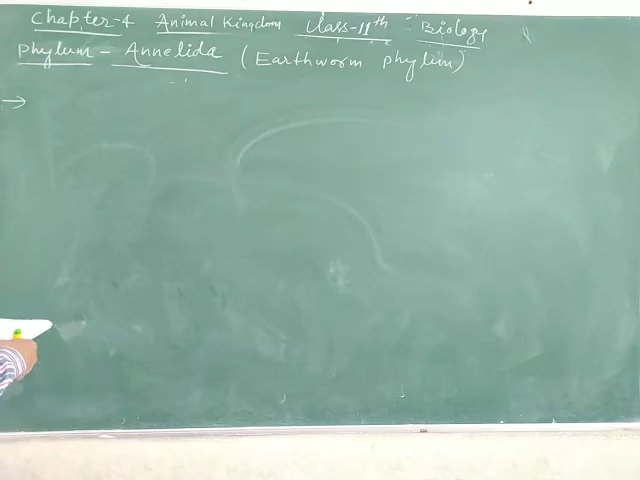 Chapter-4 Animal Kingdom Class-11th - Biology
Phylum - Annelida (Earthworm phylum)
→